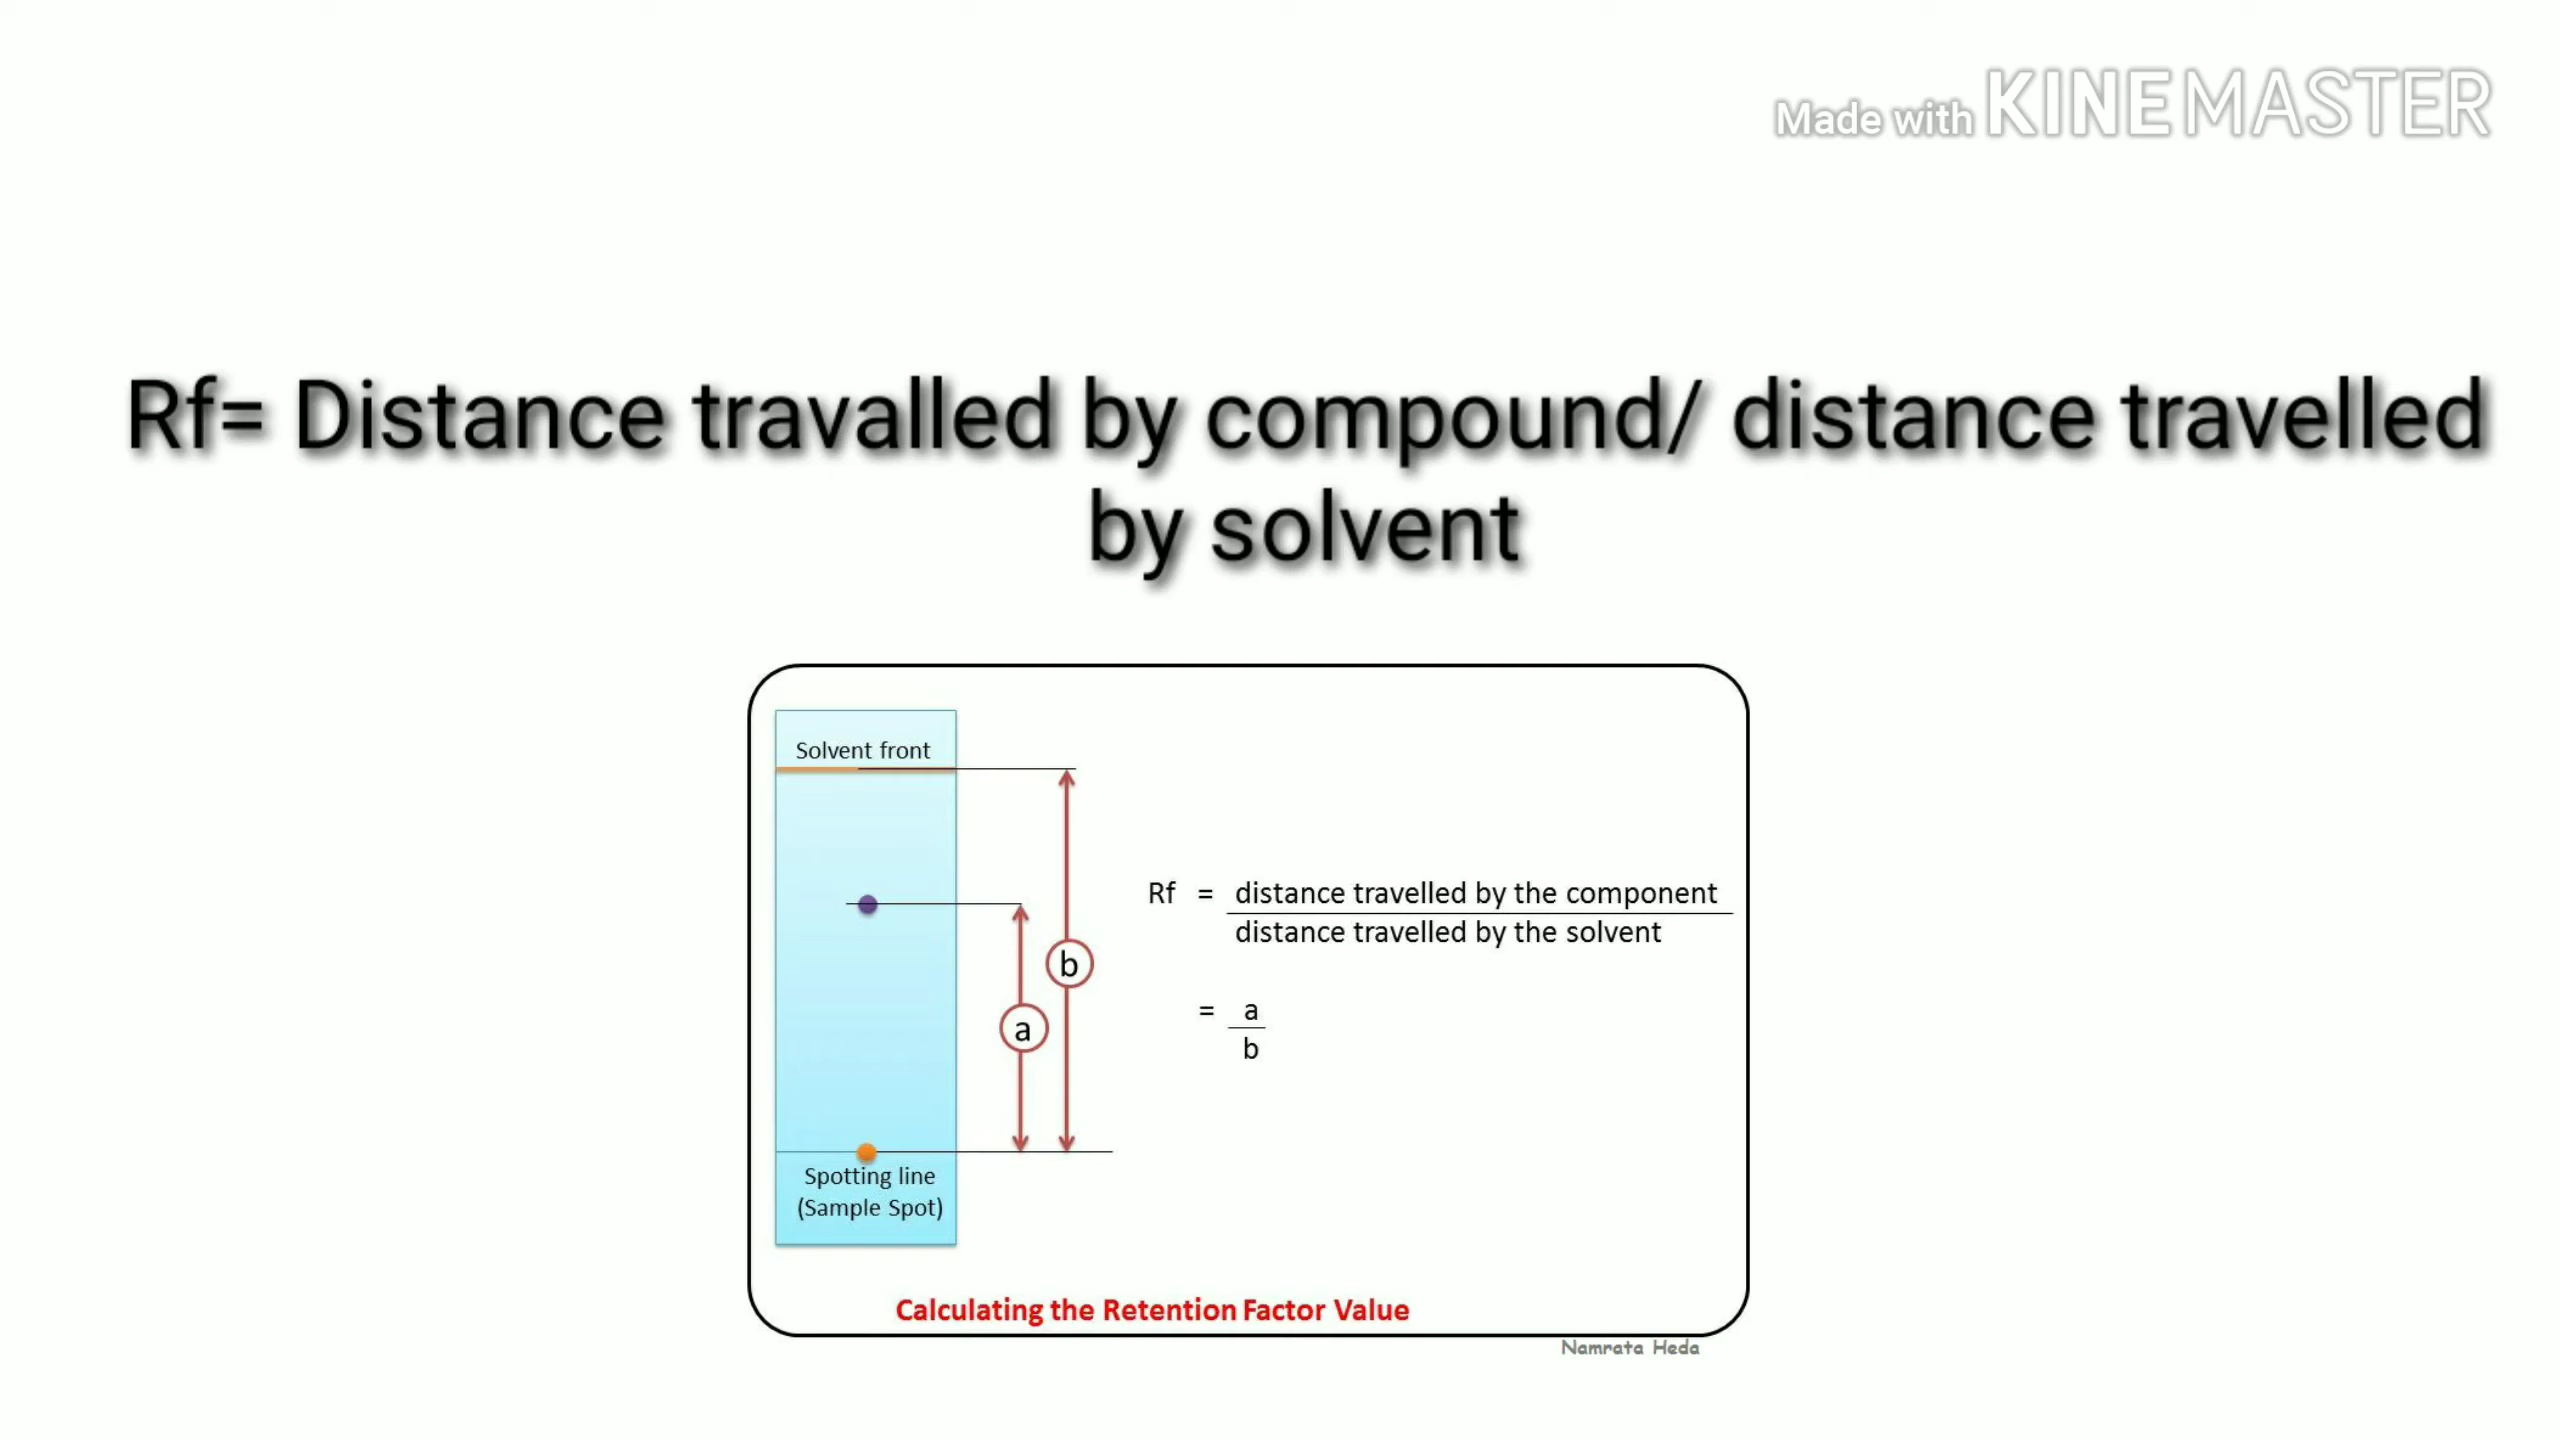 Made with KINEMASTER
Rf= Distance travalled by compound/ distance travelled
by solvent
Solvent front
Rf = distance travelled by the component
distance travelled by the solvent
b
a
= a
b
Spotting line
(Sample Spot)
Calculating the Retention Factor Value
Namrata Heda